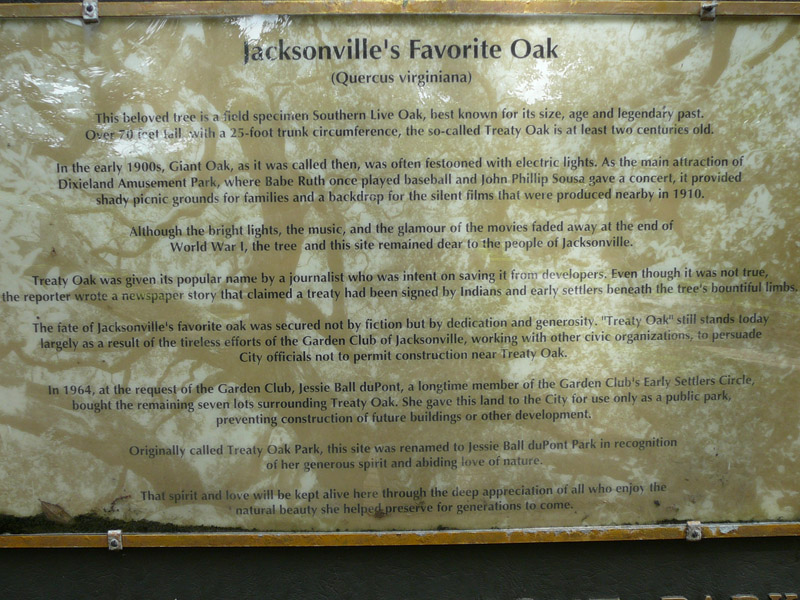 Jacksonville's Favorite Oak
(Quercus virginiana)
This beloved tree is a field specimen Southern Live Oak, best known for its size, age and legendary past.
Over 70 feet tall with a 25-foot trunk circumference, the so-called Treaty Oak is at least two centuries old.
In the early 1900s, Giant Oak, as it was called then, was often festooned with electric lights. As the main attraction of
Dixieland Amusement Park, where Babe Ruth once played baseball and John Phillip Sousa gave a concert, it provided
shady picnic grounds for families and a backdrop for the silent films that were produced nearby in 1910.
Although the bright lights, the music, and the glamour of the movies faded away at the end of
World War I, the tree and this site remained dear to the people of Jacksonville.
Treaty Oak was given its popular name by a journalist who was intent on saving it from developers. Even though it was not true,
the reporter wrote a newspaper story that claimed a treaty had been signed by Indians and early settlers beneath the tree's bountiful limbs.
The fate of Jacksonville's favorite oak was secured not by fiction but by dedication and generosity. "Treaty Oak" still stands today
largely as a result of the tireless efforts of the Garden Club of Jacksonville, working with other civic organizations, to persuade
City officials not to permit construction near Treaty Oak.
In 1964, at the request of the Garden Club, Jessie Ball duPont, a longtime member of the Garden Club's Early Settlers Circle,
bought the remaining seven lots surrounding Treaty Oak. She gave this land to the City for use only as a public park,
preventing construction of future buildings or other development.
Originally called Treaty Oak Park, this site was renamed to Jessie Ball duPont Park in recognition
of her generous spirit and abiding love of nature.
That spirit and love will be kept alive here through the deep appreciation of all who enjoy the
natural beauty she helped preserve for generations to come.